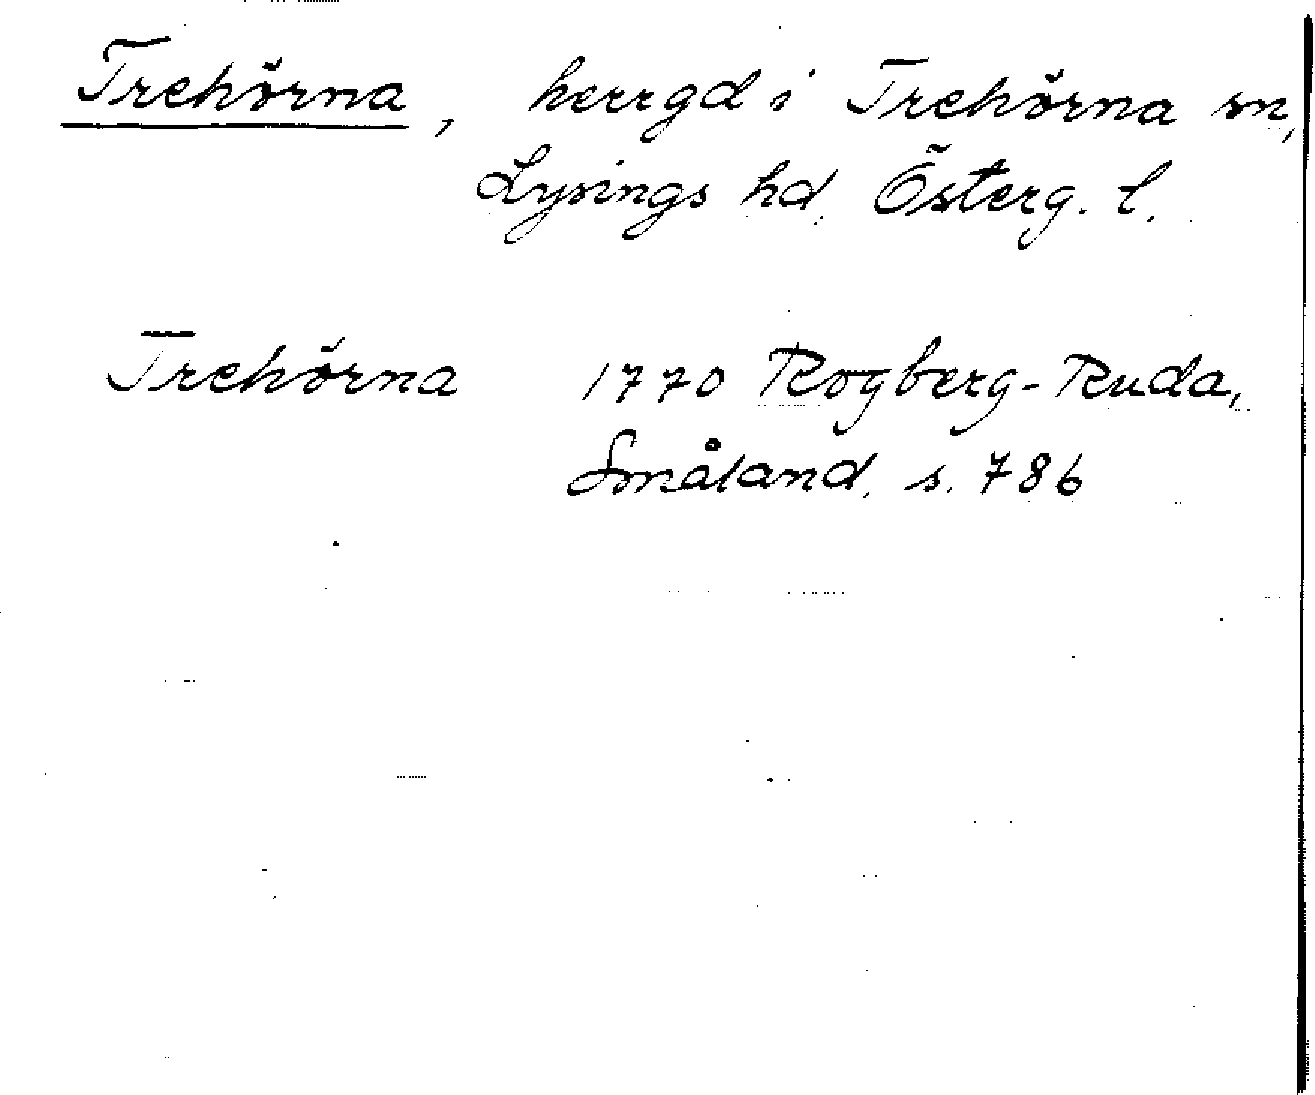 Trehörna, herrgd i Trehörna sn,
Lysings hd. Österg. l.
Trehörna 1770 Rogberg-Ruda,
Småland, s. 786